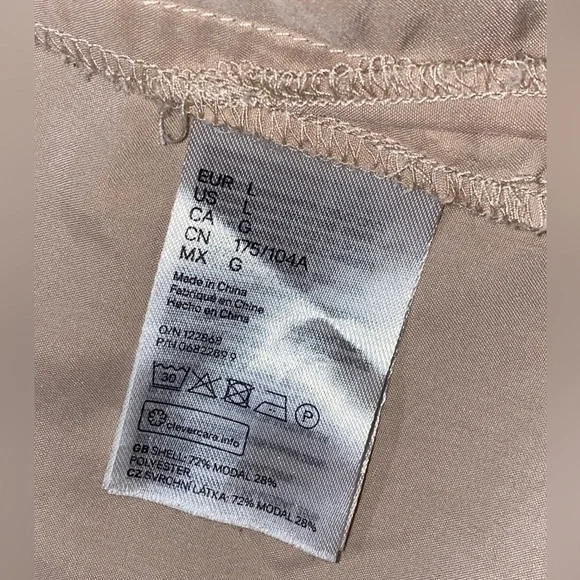 EUR L
US L
CA G
CN 175/104A
MX G
Made in China
Fabriqué en Chine
Hecho en China
O/N 122868
P/N 0682289 9
30 P
clevercare.info
GB SHELL: 72% MODAL 28%
POLYESTER
CZ SVRCHNÍ LÁTKA: 72% MODAL 28%